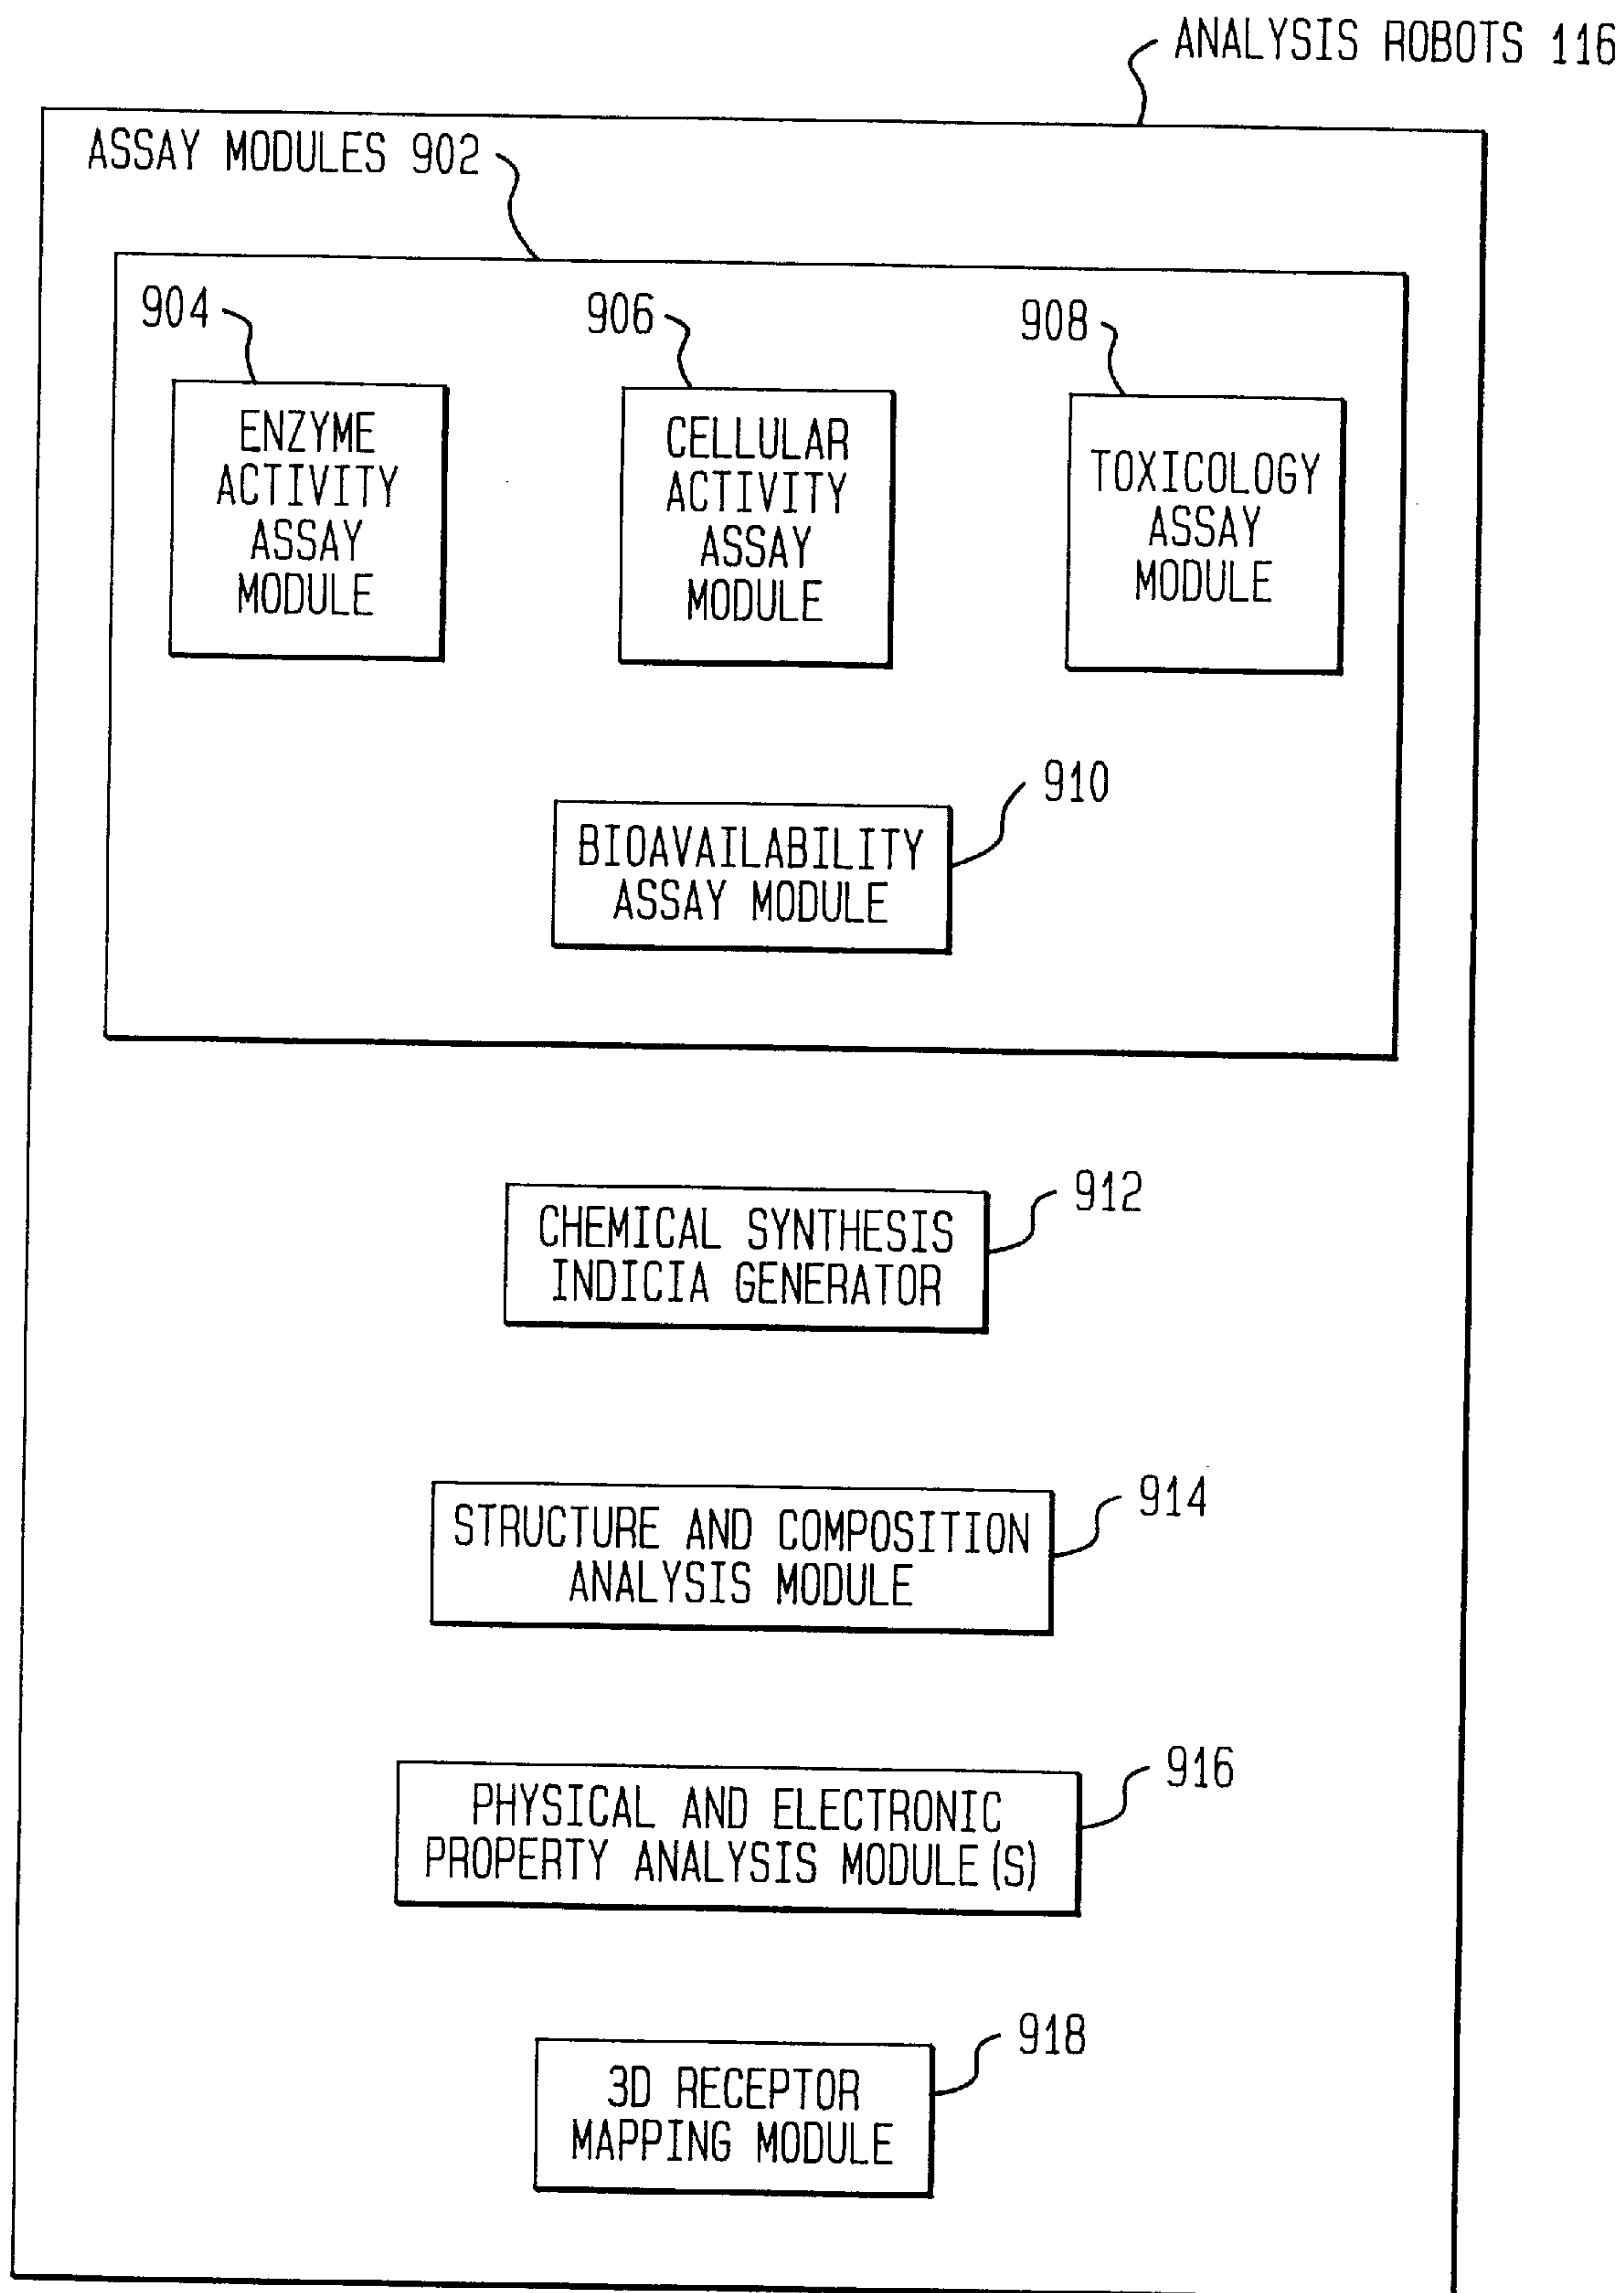 ANALYSIS ROBOTS 116
ASSAY MODULES 902
904
906
908
ENZYME
ACTIVITY
ASSAY
MODULE
CELLULAR
ACTIVITY
ASSAY
MODULE
TOXICOLOGY
ASSAY
MODULE
910
BIOAVAILABILITY
ASSAY MODULE
912
CHEMICAL SYNTHESIS
INDICIA GENERATOR
914
STRUCTURE AND COMPOSITION
ANALYSIS MODULE
916
PHYSICAL AND ELECTRONIC
PROPERTY ANALYSIS MODULE(S)
918
3D RECEPTOR
MAPPING MODULE